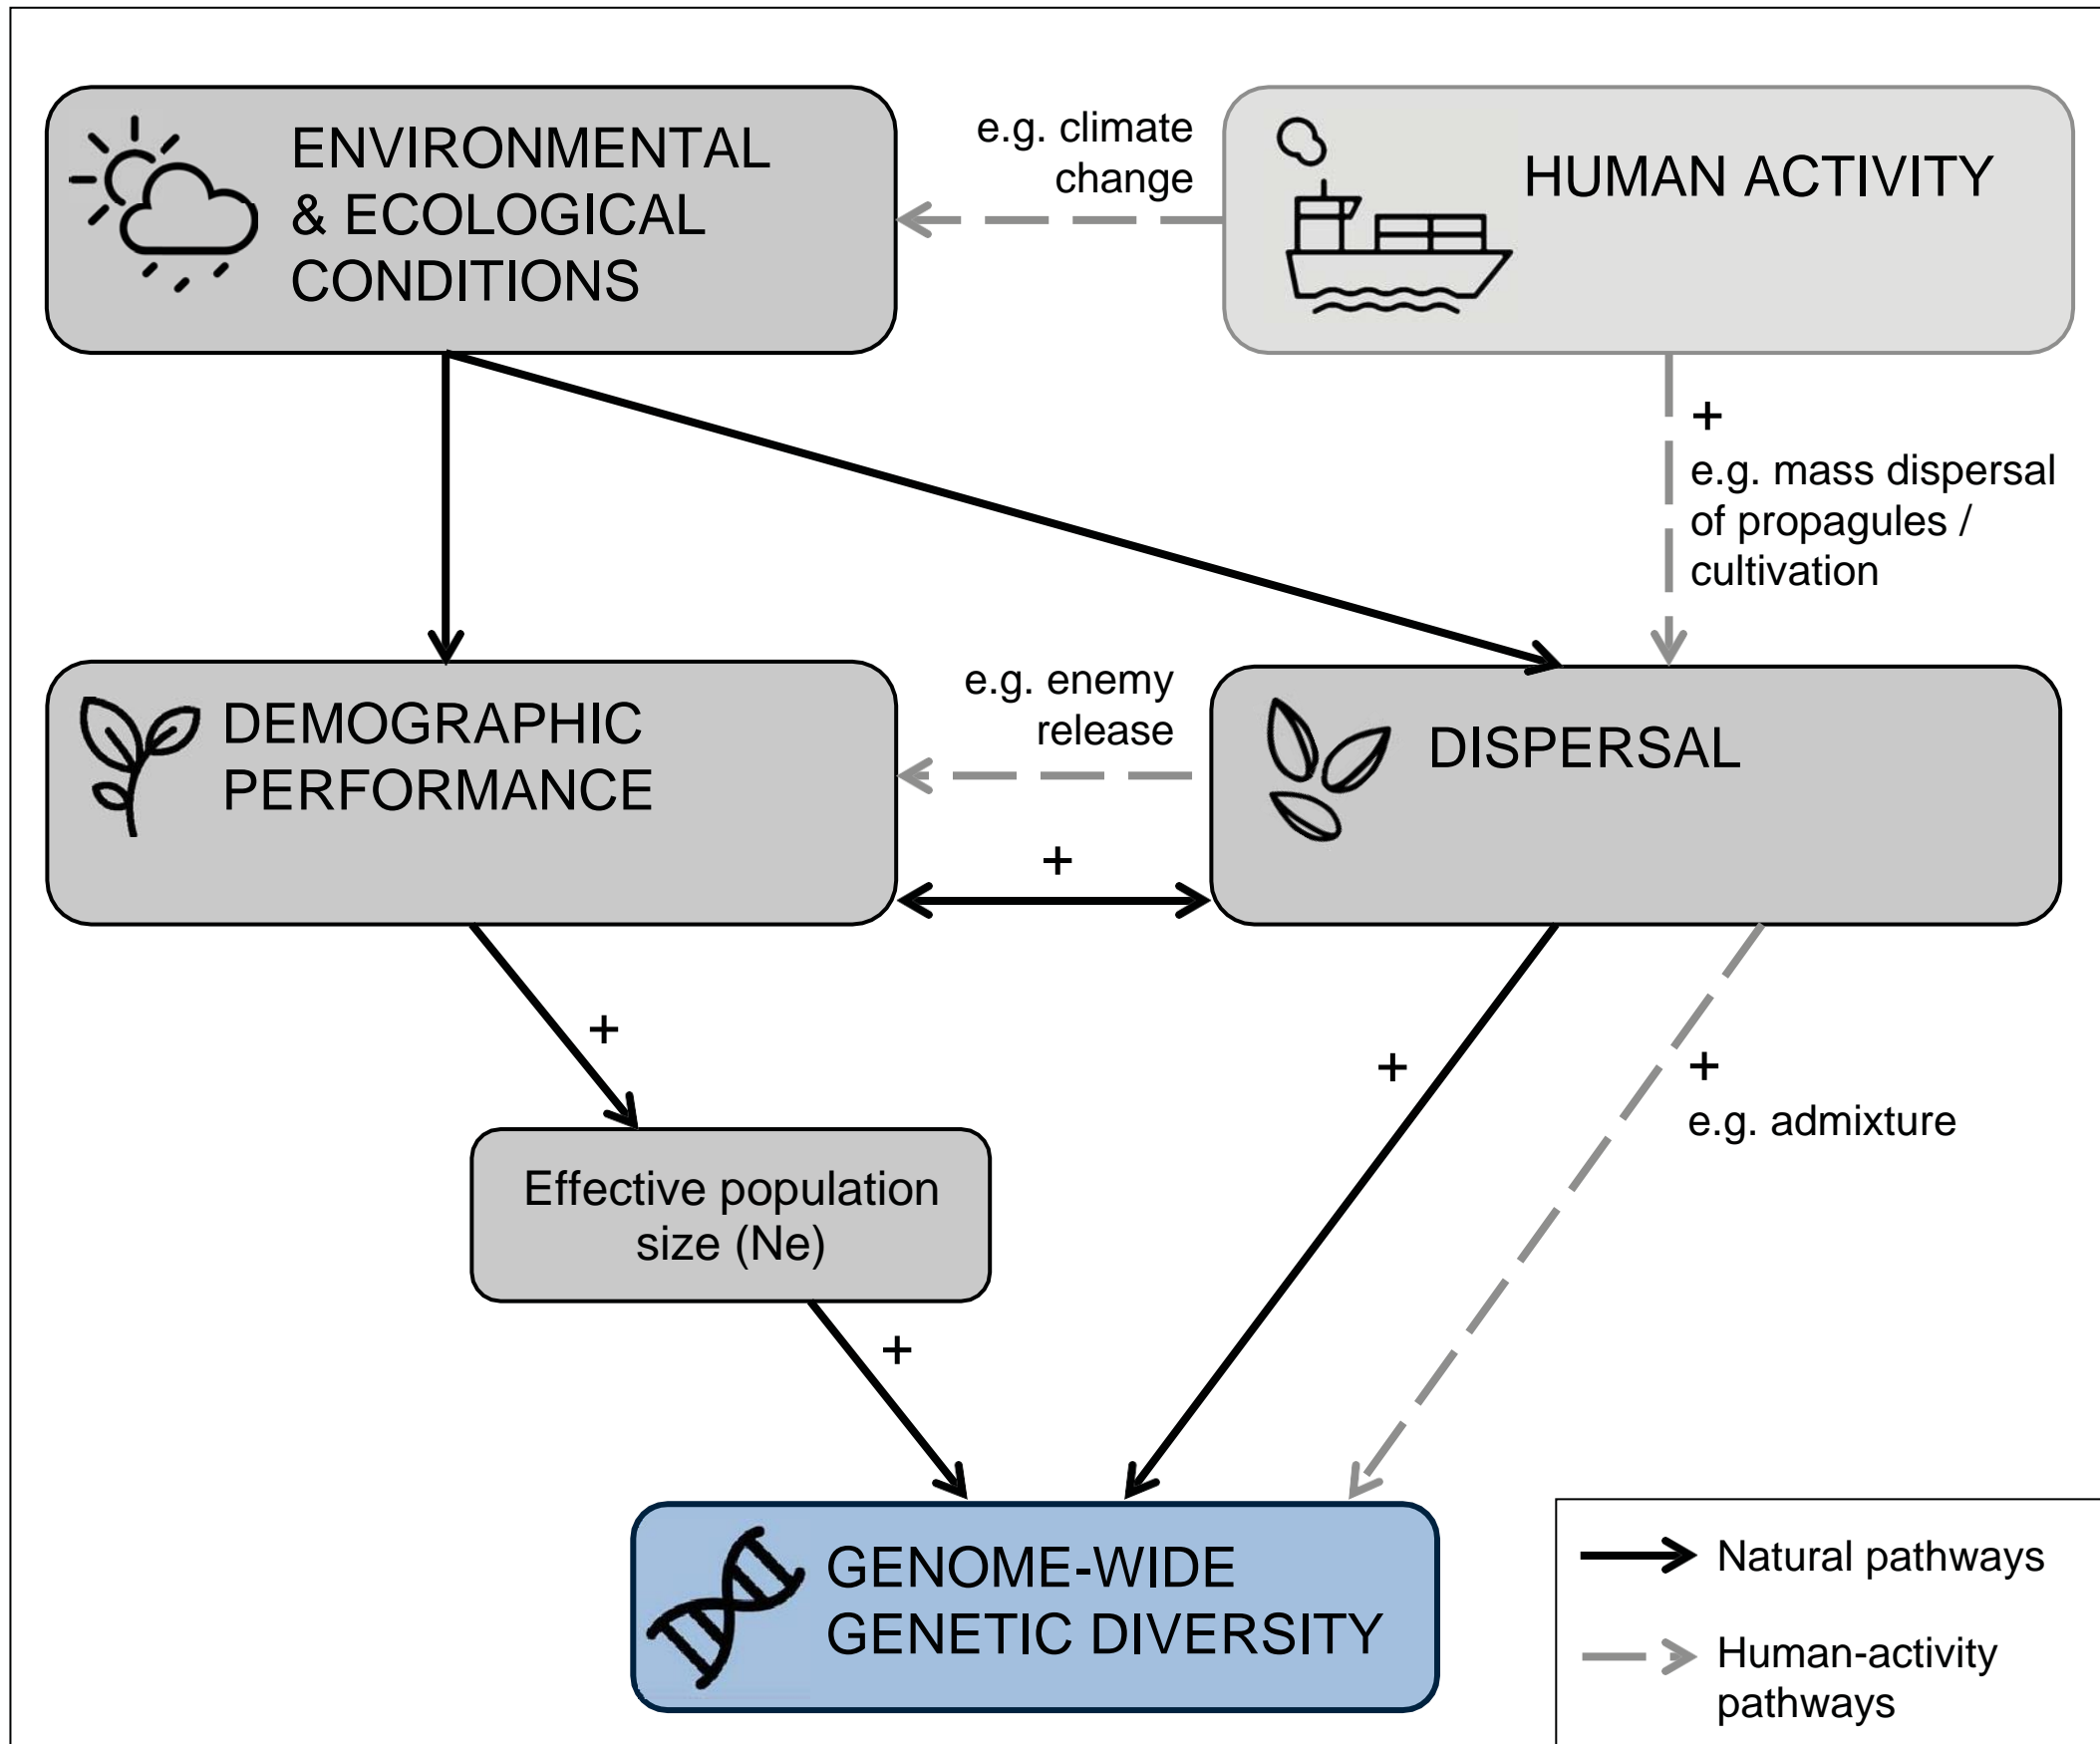 ENVIRONMENTAL
& ECOLOGICAL
CONDITIONS
e.g. climate
change
HUMAN ACTIVITY
+
e.g. mass dispersal
of propagules /
cultivation
DEMOGRAPHIC
PERFORMANCE
e.g. enemy
release
+
DISPERSAL
+
+
+
e.g. admixture
Effective population
size (Ne)
+
GENOME-WIDE
GENETIC DIVERSITY
Natural pathways
Human-activity
pathways